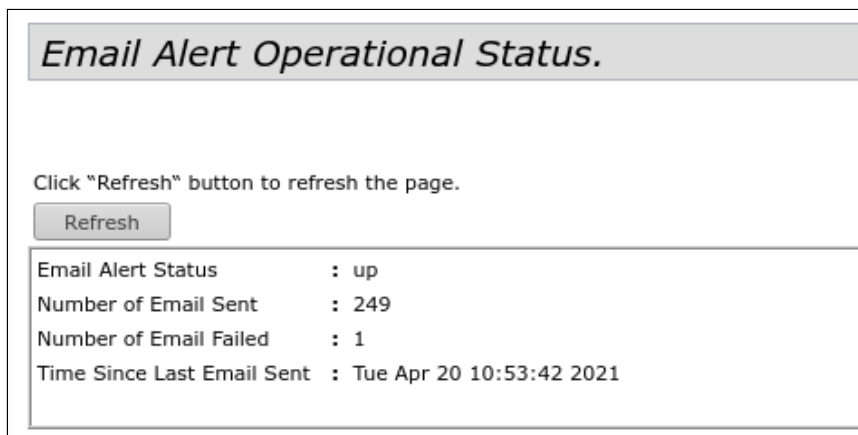 Email Alert Operational Status.
Click "Refresh" button to refresh the page.
Refresh
Email Alert Status : up
Number of Email Sent : 249
Number of Email Failed : 1
Time Since Last Email Sent : Tue Apr 20 10:53:42 2021